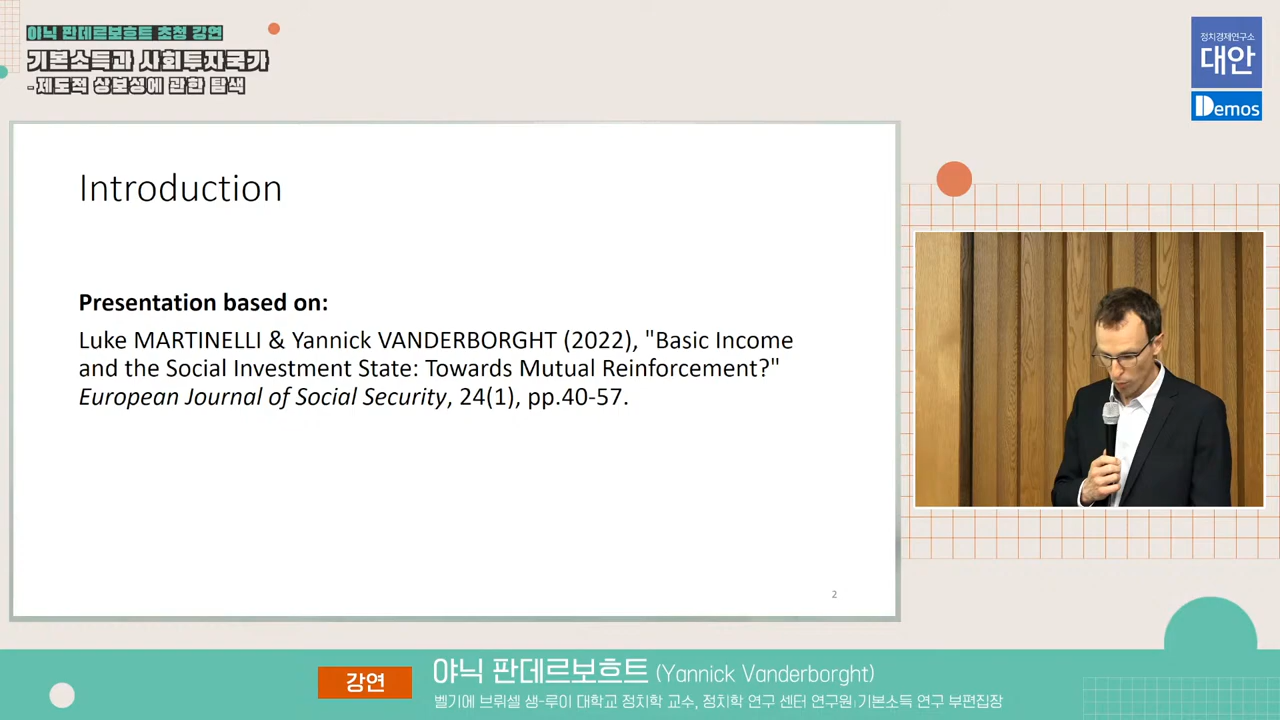 야닉 판데르보흐트 초청 강연
기본소득과 사회투자국가
-제도적 상보성에 관한 탐색
정치경제연구소
대안
Demos
Introduction
Presentation based on:
Luke MARTINELLI & Yannick VANDERBORGHT (2022), "Basic Income
and the Social Investment State: Towards Mutual Reinforcement?"
European Journal of Social Security, 24(1), pp.40-57.
2
강연
야닉 판데르보흐트 (Yannick Vanderborght)
벨기에 브뤼셀 생-루이 대학교 정치학 교수, 정치학 연구 센터 연구원, 기본소득 연구 부편집장